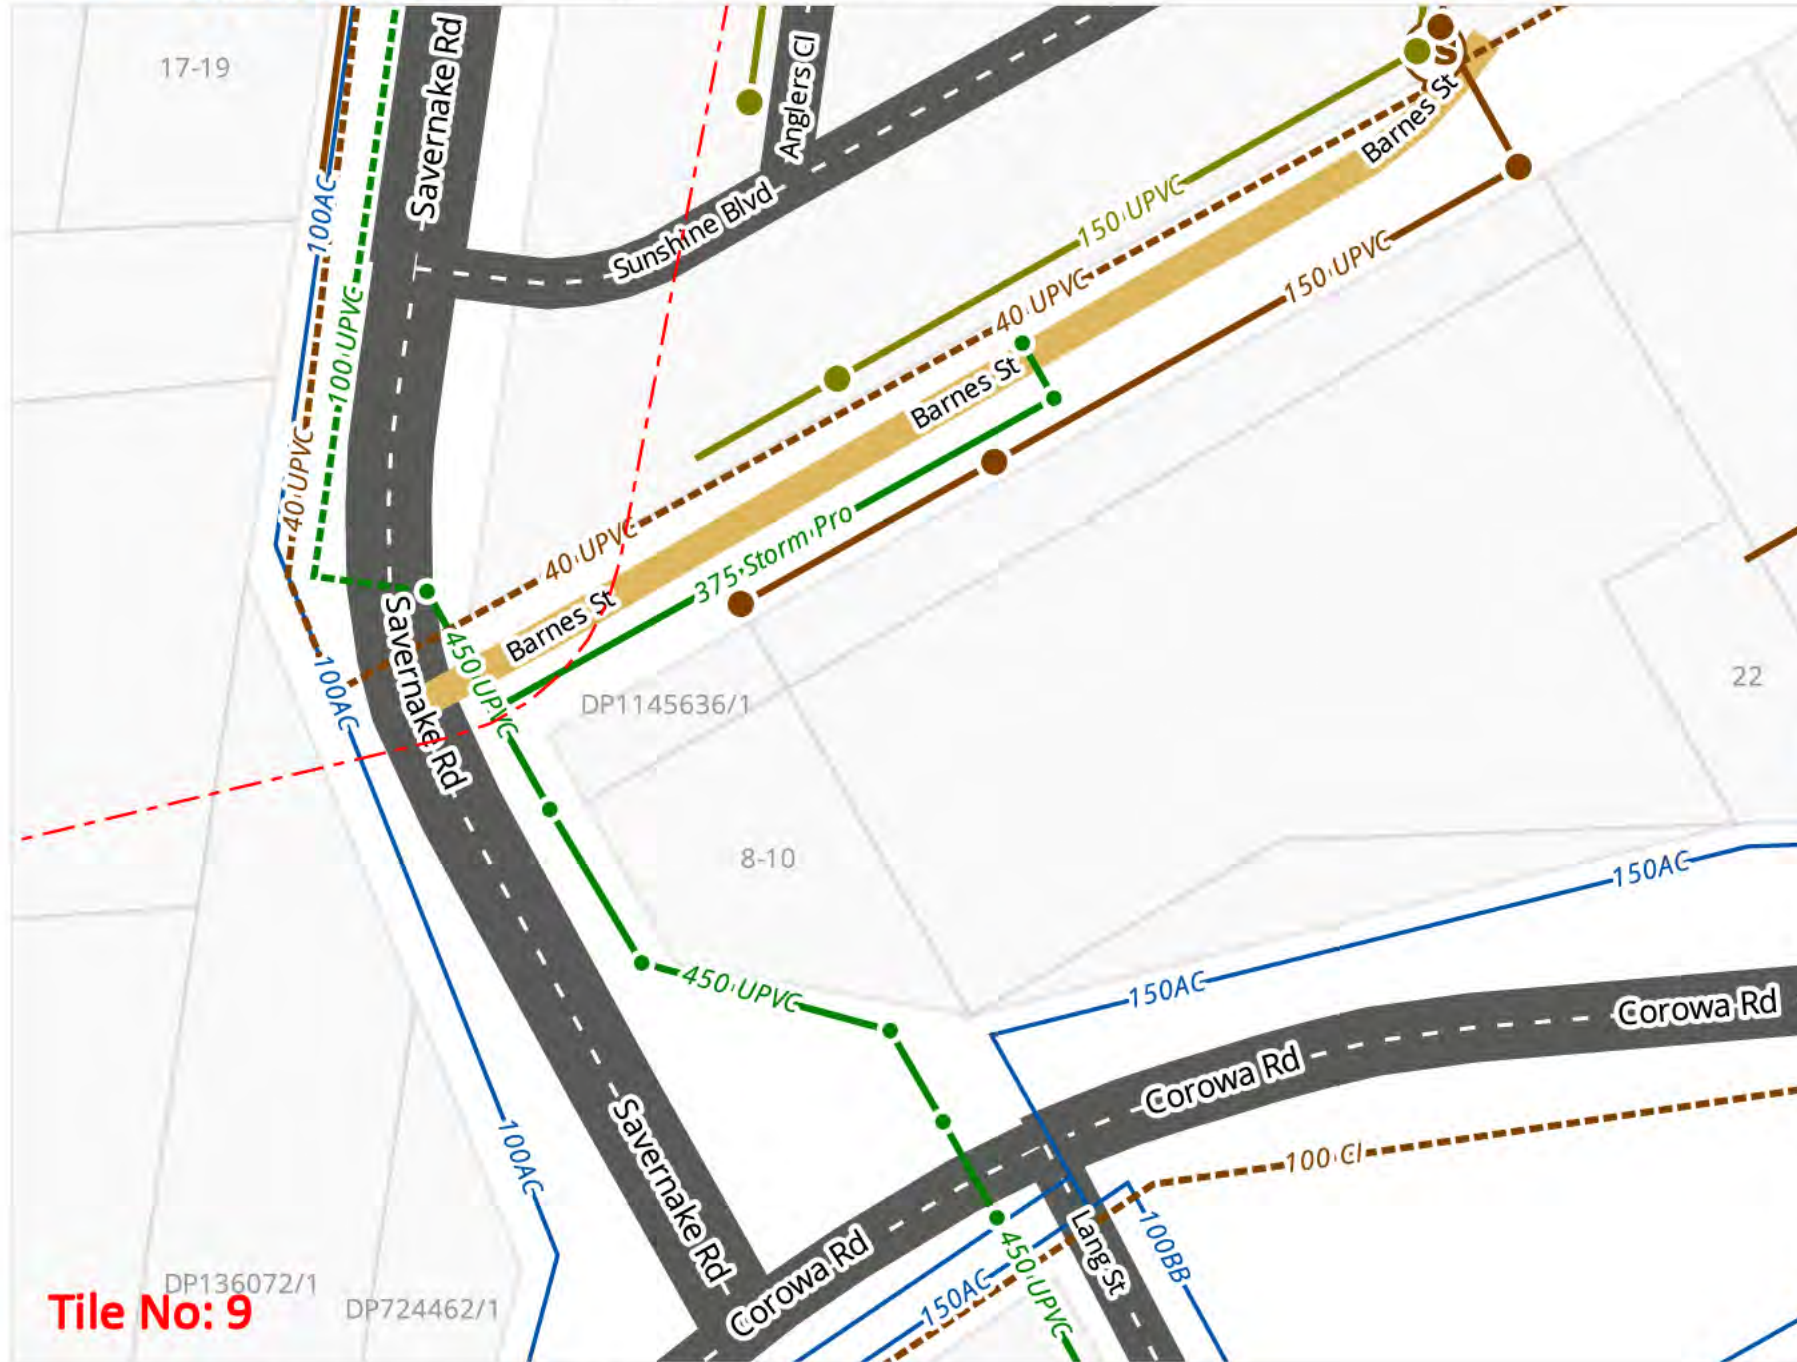 17-19
Savernake Rd
Anglers Cl
Barnes St
100AC
Sunshine Blvd
150 UPVC
150 UPVC
40 UPVC
100 UPVC
Barnes St
40 UPVC
40 UPVC
375 Storm Pro
Barnes St
Savernake Rd
450 UPVC
100AC
DP1145636/1
22
8-10
150AC
450 UPVC
150AC
Corowa Rd
Corowa Rd
100AC
Savernake Rd
100 CI
Lang St
100BB
Corowa Rd
150AC
450 UPVC
DP136072/1
DP724462/1
Tile No: 9
S